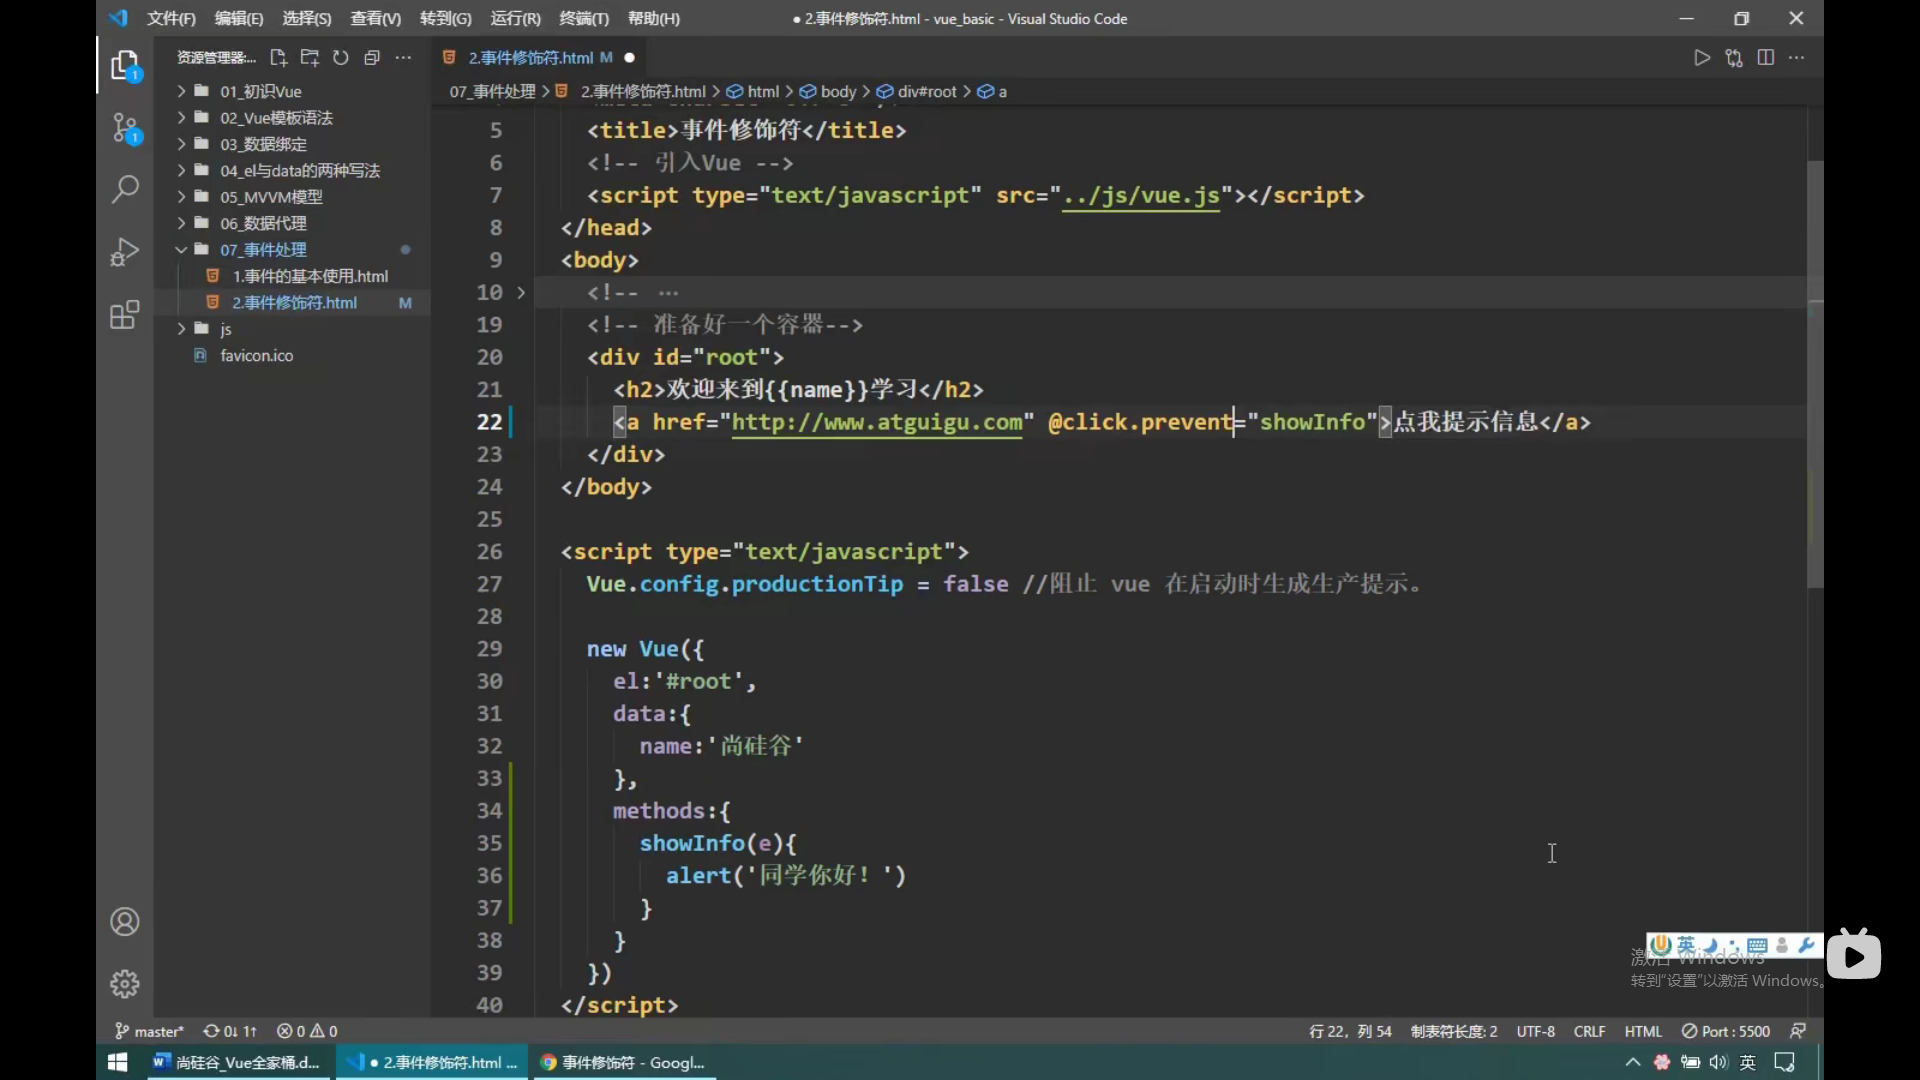 文件(F) 编辑(E) 选择(S) 查看(V) 转到(G) 运行(R) 终端(T) 帮助(H) ● 2.事件修饰符.html - vue_basic - Visual Studio Code
资源管理器:...
01_初识Vue
02_Vue模板语法
03_数据绑定
04_el与data的两种写法
05_MVVM模型
06_数据代理
07_事件处理
1.事件的基本使用.html
2.事件修饰符.html M
js
favicon.ico
1
1
2.事件修饰符.html M ●
07_事件处理 > 2.事件修饰符.html > html > body > div#root > a
5 <title>事件修饰符</title>
6 <!-- 引入Vue -->
7 <script type="text/javascript" src="../js/vue.js"></script>
8 </head>
9 <body>
10 <!-- ...
19 <!-- 准备好一个容器-->
20 <div id="root">
21 <h2>欢迎来到{{name}}学习</h2>
22 <a href="http://www.atguigu.com" @click.prevent="showInfo">点我提示信息</a>
23 </div>
24 </body>
25
26 <script type="text/javascript">
27 Vue.config.productionTip = false //阻止 vue 在启动时生成生产提示。
28
29 new Vue({
30 el:'#root',
31 data:{
32 name:'尚硅谷'
33 },
34 methods:{
35 showInfo(e){
36 alert('同学你好！')
37 }
38 }
39 })
40 </script>
英
激活 Windows
转到"设置"以激活 Windows。
master* 0↓ 1↑ 0 0 行 22，列 54 制表符长度: 2 UTF-8 CRLF HTML Port : 5500
尚硅谷_Vue全家桶.d... ● 2.事件修饰符.html ... 事件修饰符 - Googl... 英